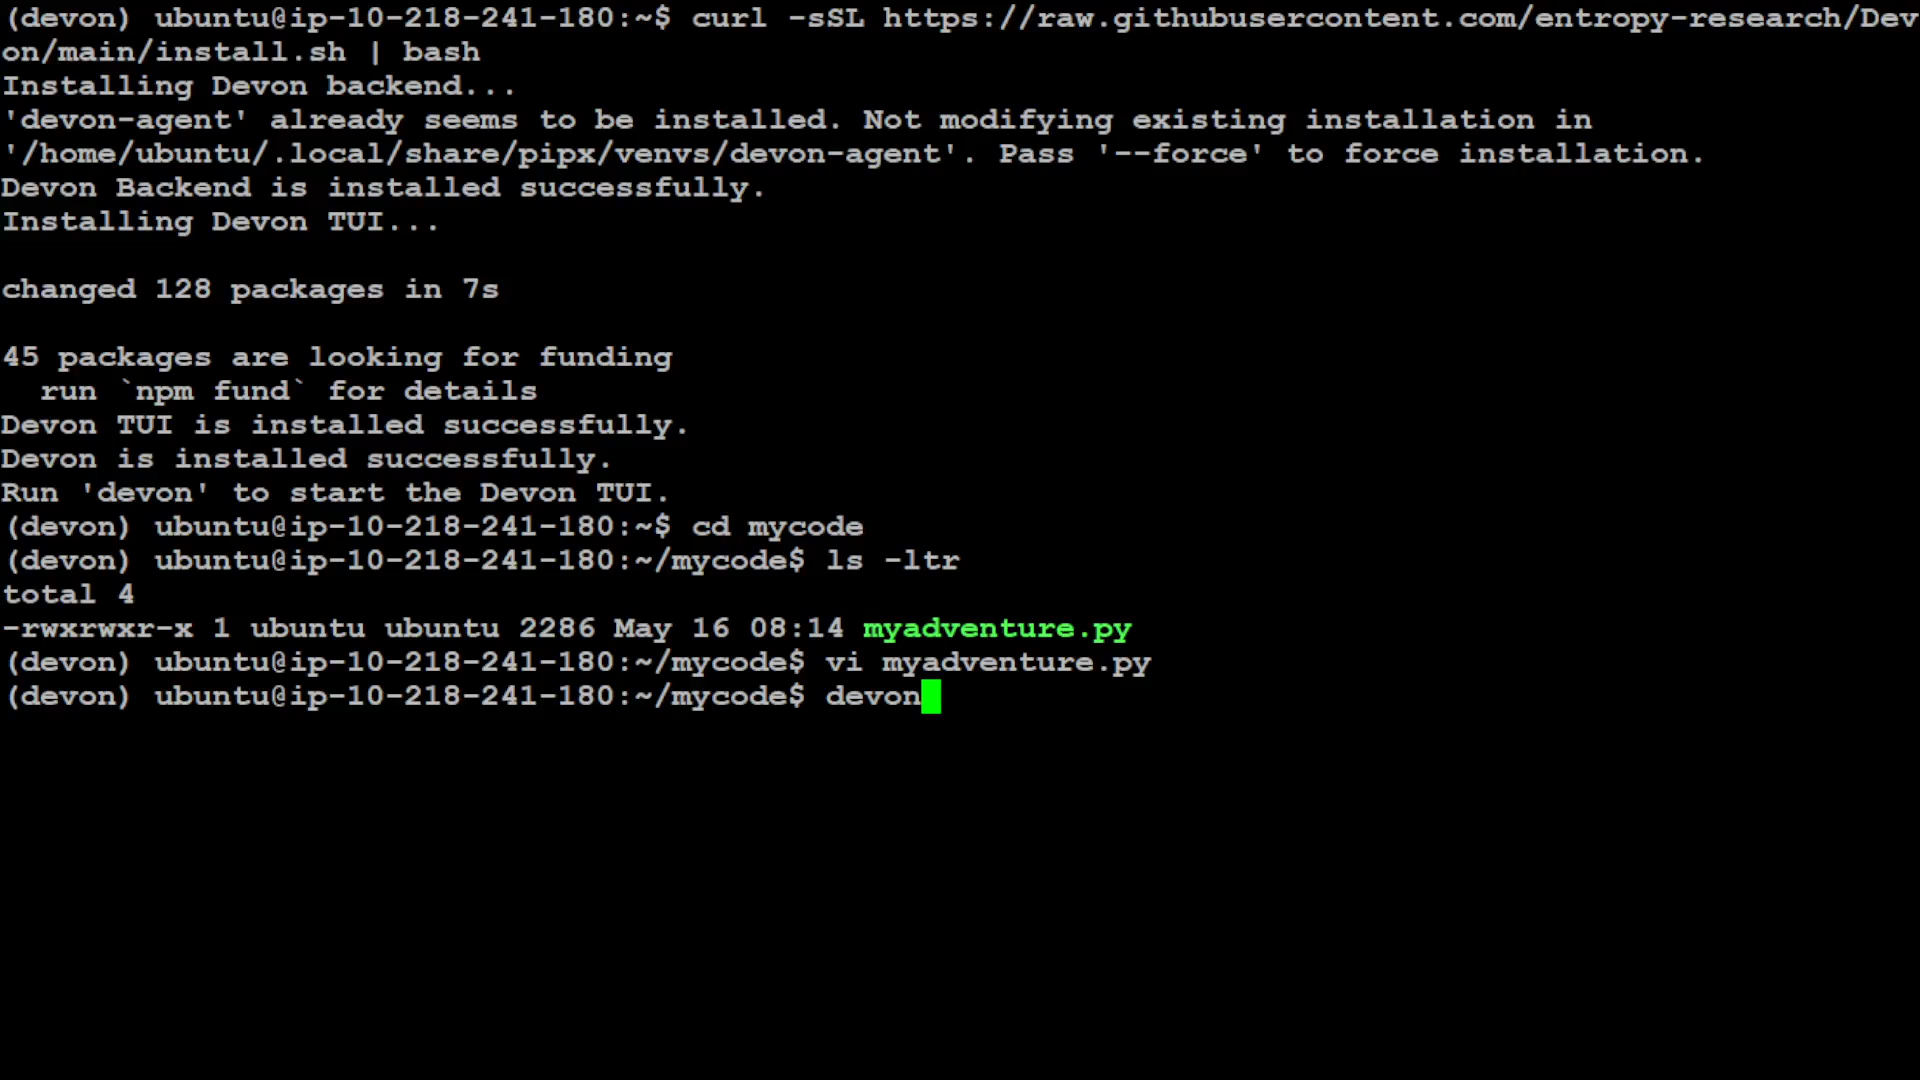 (devon) ubuntu@ip-10-218-241-180:~$ curl -sSL https://raw.githubusercontent.com/entropy-research/Dev
on/main/install.sh | bash
Installing Devon backend...
'devon-agent' already seems to be installed. Not modifying existing installation in
'/home/ubuntu/.local/share/pipx/venvs/devon-agent'. Pass '--force' to force installation.
Devon Backend is installed successfully.
Installing Devon TUI...
changed 128 packages in 7s
45 packages are looking for funding
  run `npm fund` for details
Devon TUI is installed successfully.
Devon is installed successfully.
Run 'devon' to start the Devon TUI.
(devon) ubuntu@ip-10-218-241-180:~$ cd mycode
(devon) ubuntu@ip-10-218-241-180:~/mycode$ ls -ltr
total 4
-rwxrwxr-x 1 ubuntu ubuntu 2286 May 16 08:14 myadventure.py
(devon) ubuntu@ip-10-218-241-180:~/mycode$ vi myadventure.py
(devon) ubuntu@ip-10-218-241-180:~/mycode$ devon